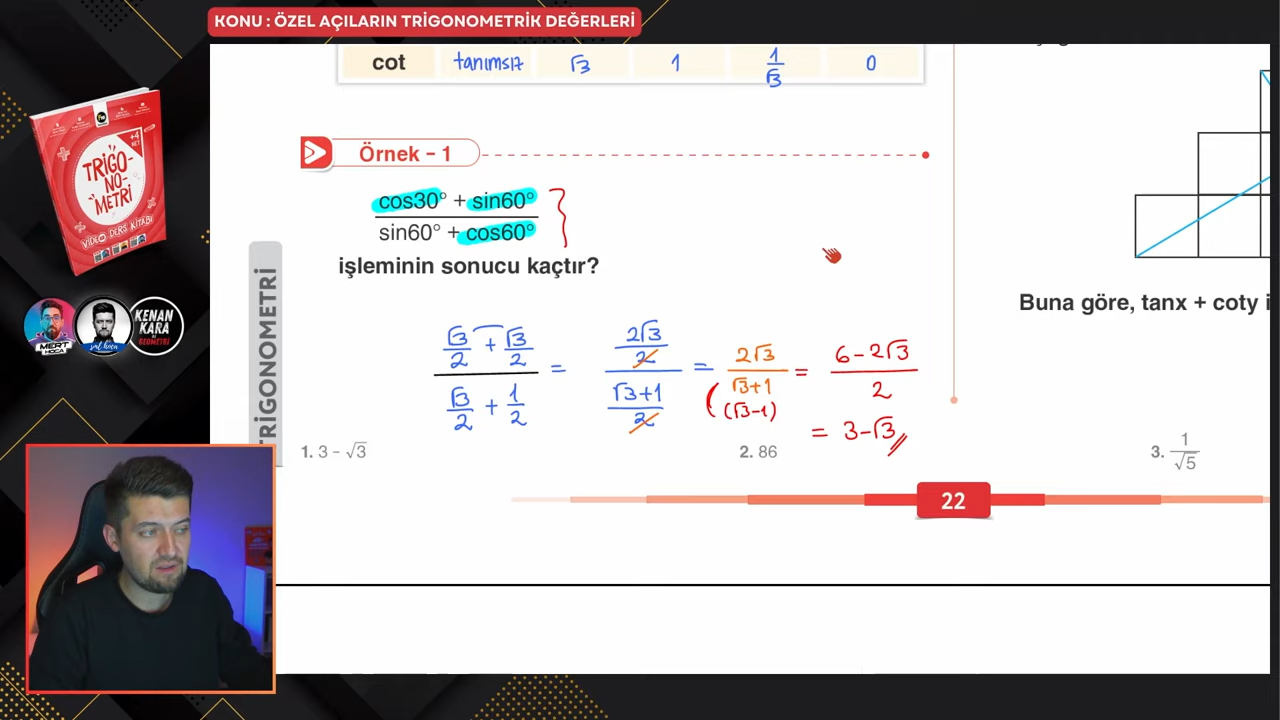 KONU : ÖZEL AÇILARIN TRİGONOMETRİK DEĞERLERİ
cot tanımsız √3 1 1/√3 0
+4 NET
TRİGO-
NO-
METRİ
VİDEO DERS KİTABI
Örnek – 1
cos30° + sin60°
sin60° + cos60°
işleminin sonucu kaçtır?
Buna göre, tanx + coty i
MERT HOCA
KENAN KARA GEOMETRİ
TRİGONOMETRİ
(√3/2 + √3/2) / (√3/2 + 1/2) = (2√3/2) / ((√3+1)/2) = 2√3 / (√3+1) (√3-1) = (6-2√3) / 2
= 3-√3
1. 3 – √3
2. 86
3. 1/√5
22